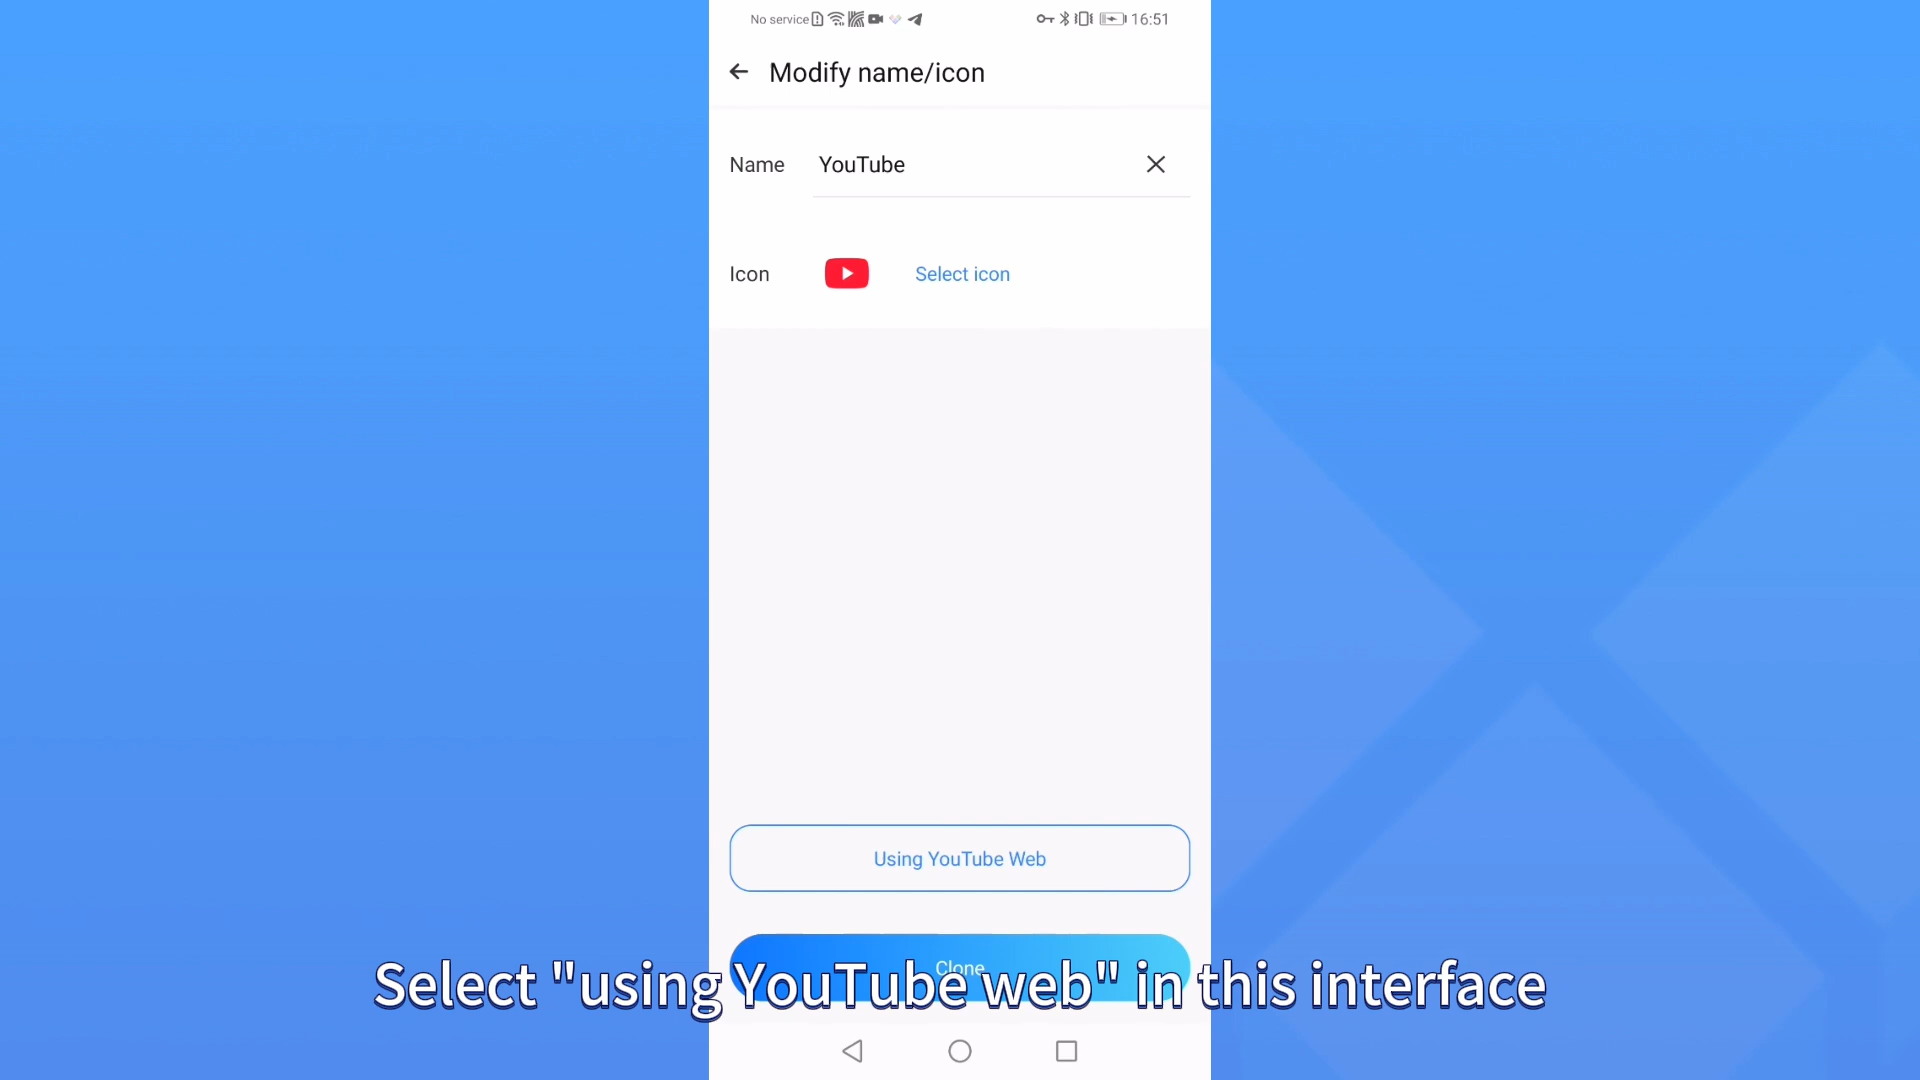 No service 16:51
Modify name/icon
Name YouTube
Icon Select icon
Using YouTube Web
Clone
Select "using YouTube web" in this interface